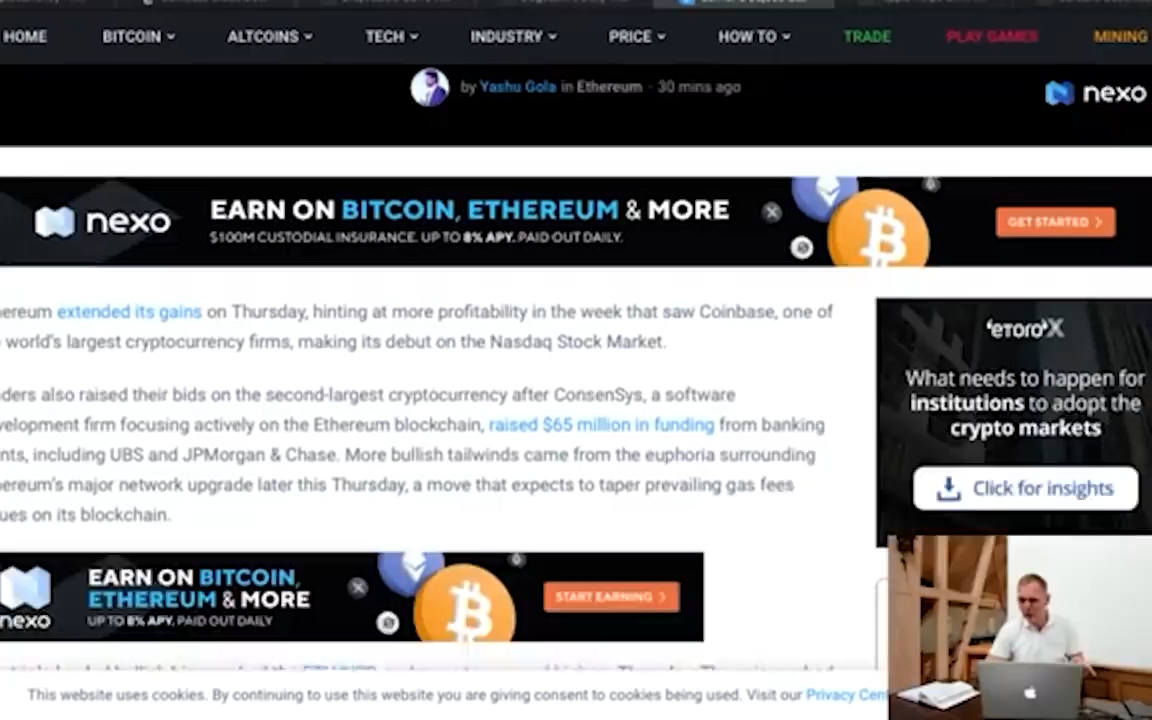 HOME BITCOIN ALTCOINS TECH INDUSTRY PRICE HOW TO TRADE PLAY GAMES MINING
by Yashu Gola in Ethereum · 30 mins ago
nexo
nexo
EARN ON BITCOIN, ETHEREUM & MORE
$100M CUSTODIAL INSURANCE. UP TO 8% APY. PAID OUT DAILY.
GET STARTED
ereum extended its gains on Thursday, hinting at more profitability in the week that saw Coinbase, one of
world's largest cryptocurrency firms, making its debut on the Nasdaq Stock Market.
ders also raised their bids on the second-largest cryptocurrency after ConsenSys, a software
velopment firm focusing actively on the Ethereum blockchain, raised $65 million in funding from banking
nts, including UBS and JPMorgan & Chase. More bullish tailwinds came from the euphoria surrounding
ereum's major network upgrade later this Thursday, a move that expects to taper prevailing gas fees
ues on its blockchain.
etoroX
What needs to happen for
institutions to adopt the
crypto markets
Click for insights
nexo
EARN ON BITCOIN,
ETHEREUM & MORE
UP TO 8% APY. PAID OUT DAILY
START EARNING
This website uses cookies. By continuing to use this website you are giving consent to cookies being used. Visit our Privacy Cen